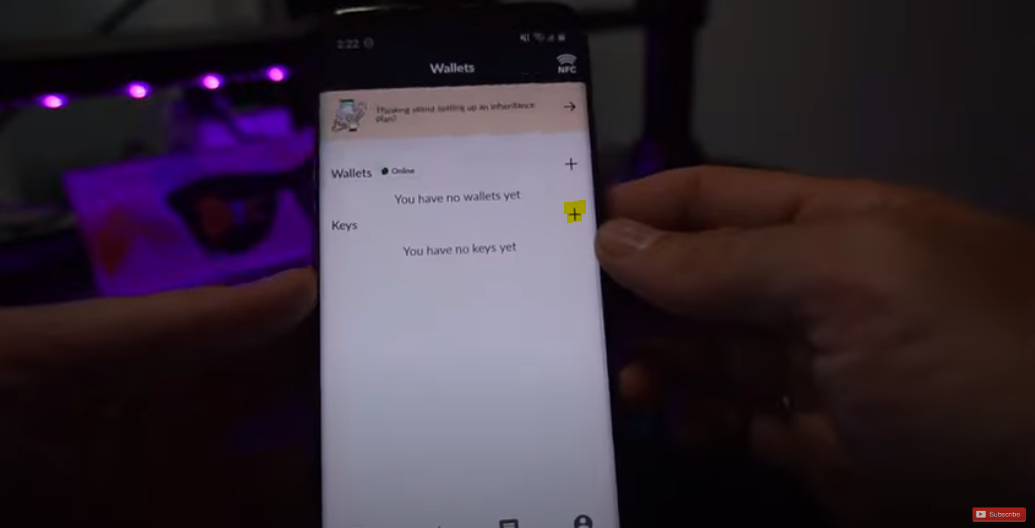 2:22
Wallets
NFC
Thinking about setting up an inheritance
plan?
Wallets Online
You have no wallets yet
Keys
You have no keys yet
Subscribe